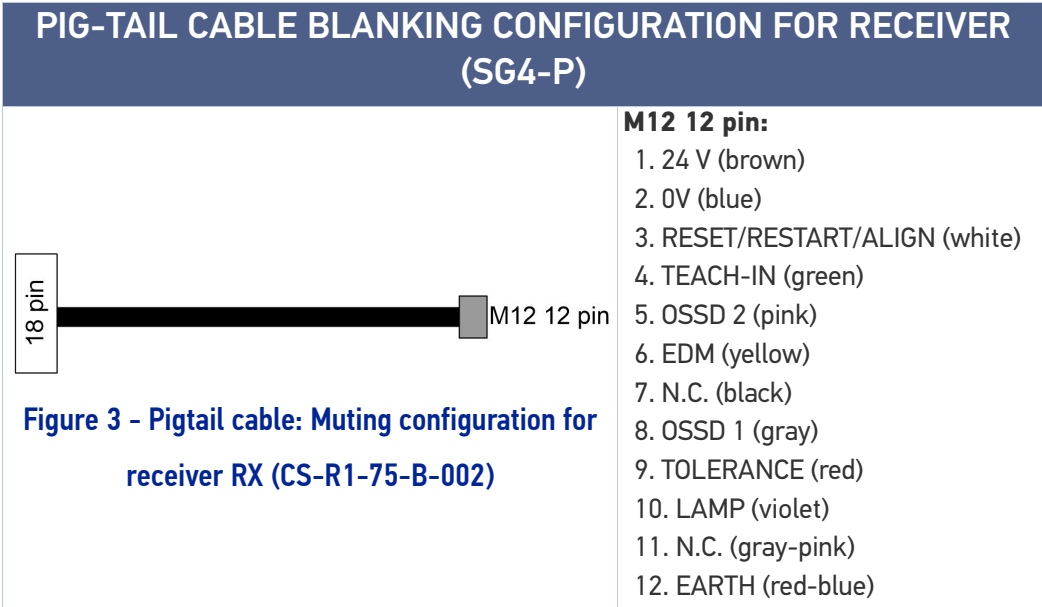 PIG-TAIL CABLE BLANKING CONFIGURATION FOR RECEIVER
(SG4-P)
18 pin
M12 12 pin
Figure 3 - Pigtail cable: Muting configuration for
receiver RX (CS-R1-75-B-002)
M12 12 pin:
1. 24 V (brown)
2. 0V (blue)
3. RESET/RESTART/ALIGN (white)
4. TEACH-IN (green)
5. OSSD 2 (pink)
6. EDM (yellow)
7. N.C. (black)
8. OSSD 1 (gray)
9. TOLERANCE (red)
10. LAMP (violet)
11. N.C. (gray-pink)
12. EARTH (red-blue)